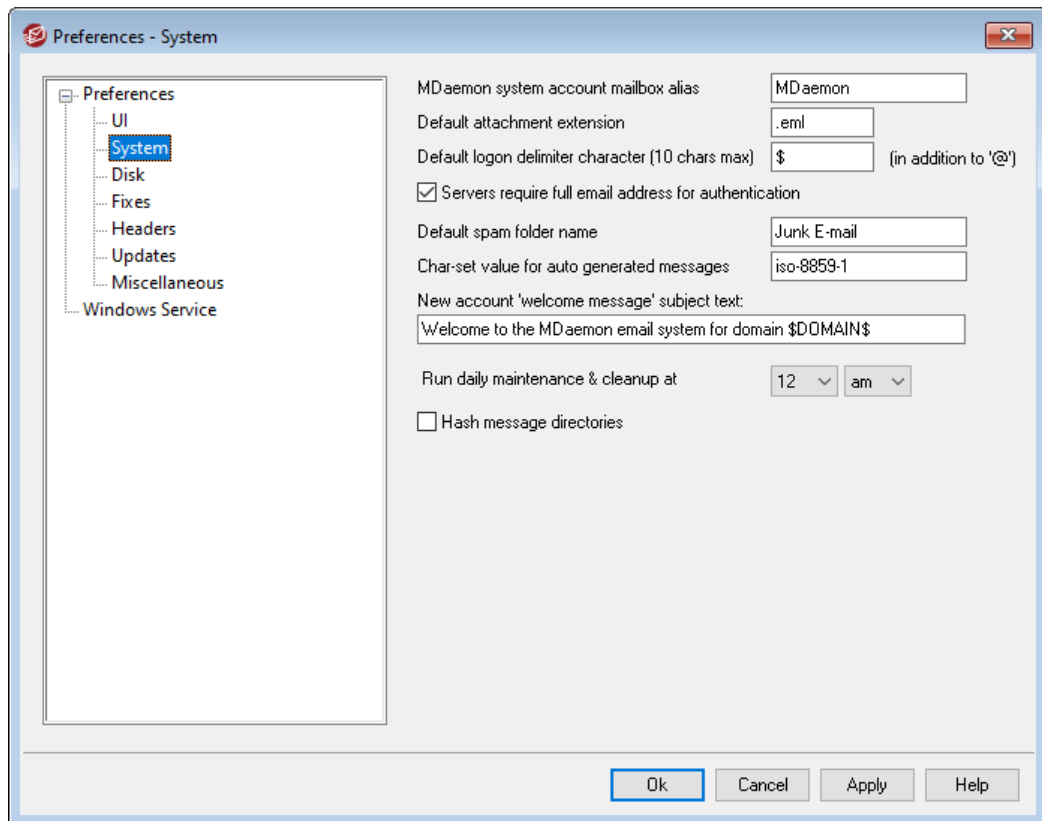 Preferences - System
Preferences
UI
System
Disk
Fixes
Headers
Updates
Miscellaneous
Windows Service
MDaemon system account mailbox alias MDaemon
Default attachment extension .eml
Default logon delimiter character (10 chars max) $ (in addition to '@')
Servers require full email address for authentication
Default spam folder name Junk E-mail
Char-set value for auto generated messages iso-8859-1
New account 'welcome message' subject text:
Welcome to the MDaemon email system for domain $DOMAIN$
Run daily maintenance & cleanup at 12 am
Hash message directories
Ok Cancel Apply Help